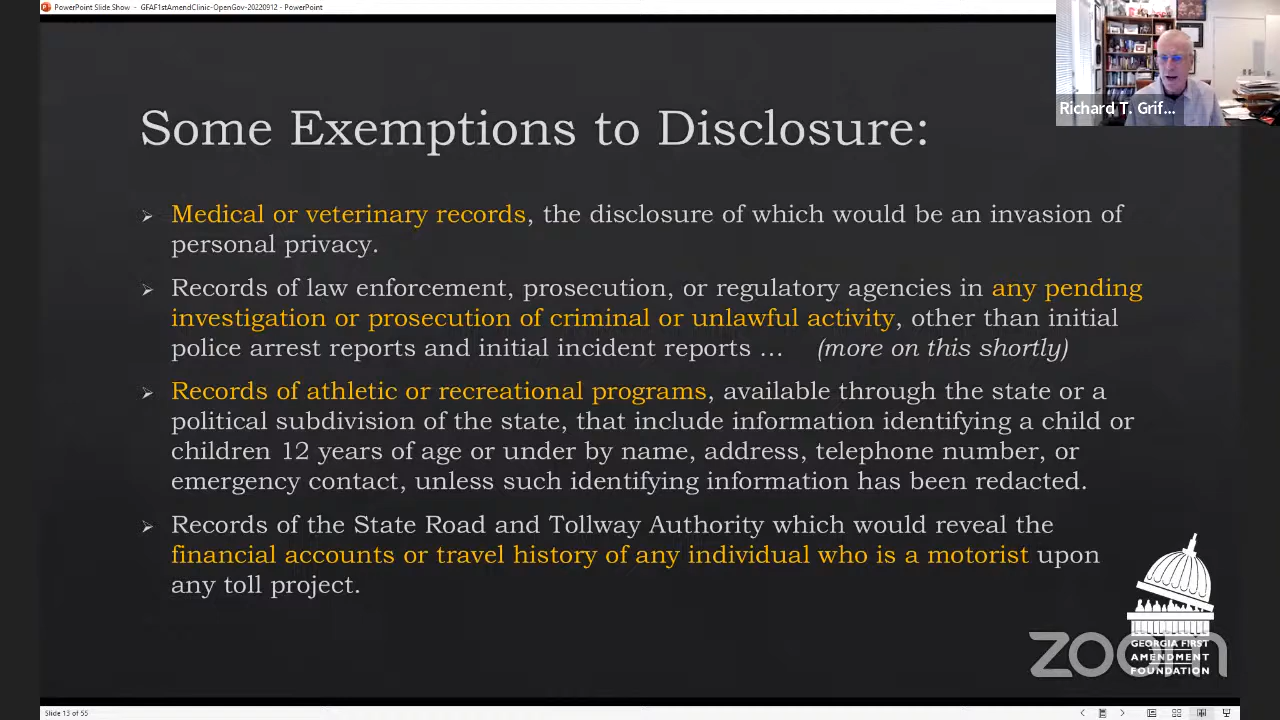 PowerPoint Slide Show - GFAF1stAmendClinic-OpenGov-20220912 - PowerPoint
Richard T. Grif...
Some Exemptions to Disclosure:
Medical or veterinary records, the disclosure of which would be an invasion of
personal privacy.
Records of law enforcement, prosecution, or regulatory agencies in any pending
investigation or prosecution of criminal or unlawful activity, other than initial
police arrest reports and initial incident reports … (more on this shortly)
Records of athletic or recreational programs, available through the state or a
political subdivision of the state, that include information identifying a child or
children 12 years of age or under by name, address, telephone number, or
emergency contact, unless such identifying information has been redacted.
Records of the State Road and Tollway Authority which would reveal the
financial accounts or travel history of any individual who is a motorist upon
any toll project.
GEORGIA FIRST
AMENDMENT
FOUNDATION
zoom
Slide 13 of 55